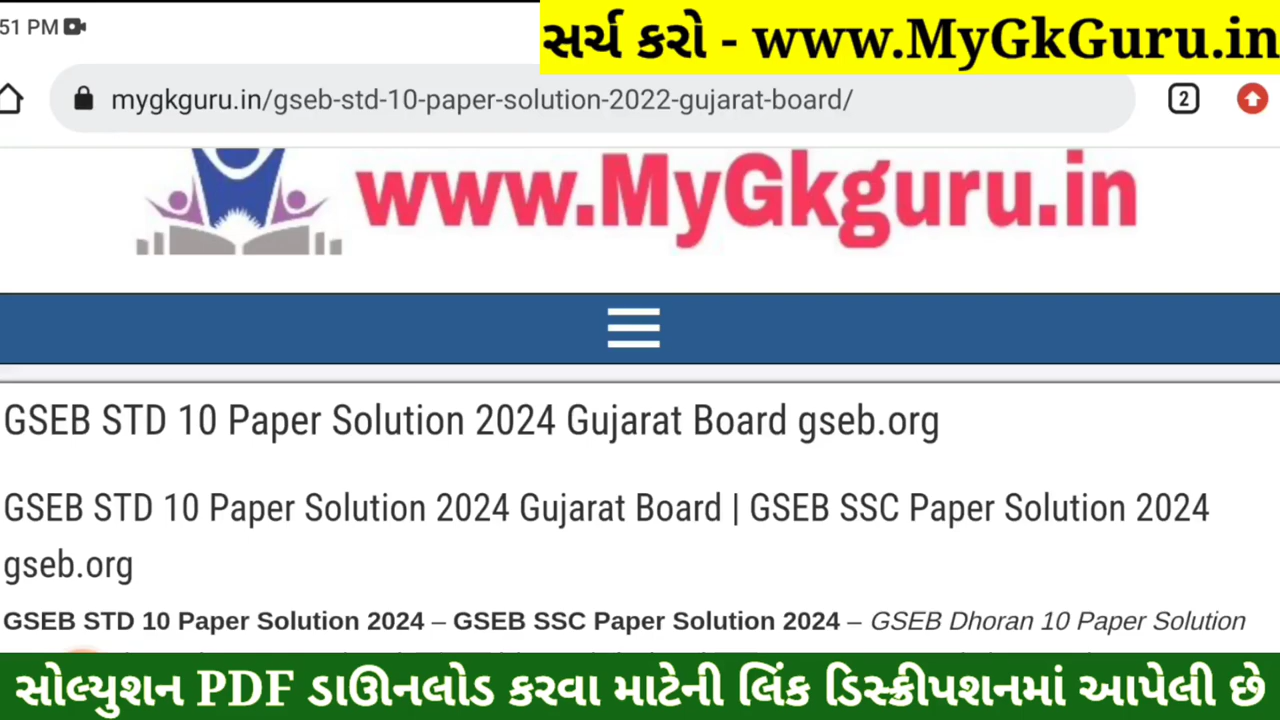 51 PM
સર્ચ કરો - www.MyGkGuru.in
mygkguru.in/gseb-std-10-paper-solution-2022-gujarat-board/
2
www.MyGkguru.in
GSEB STD 10 Paper Solution 2024 Gujarat Board gseb.org
GSEB STD 10 Paper Solution 2024 Gujarat Board | GSEB SSC Paper Solution 2024
gseb.org
GSEB STD 10 Paper Solution 2024 – GSEB SSC Paper Solution 2024 – GSEB Dhoran 10 Paper Solution
સોલ્યુશન PDF ડાઊનલોડ કરવા માટેની લિંક ડિસ્ક્રીપશનમાં આપેલી છે